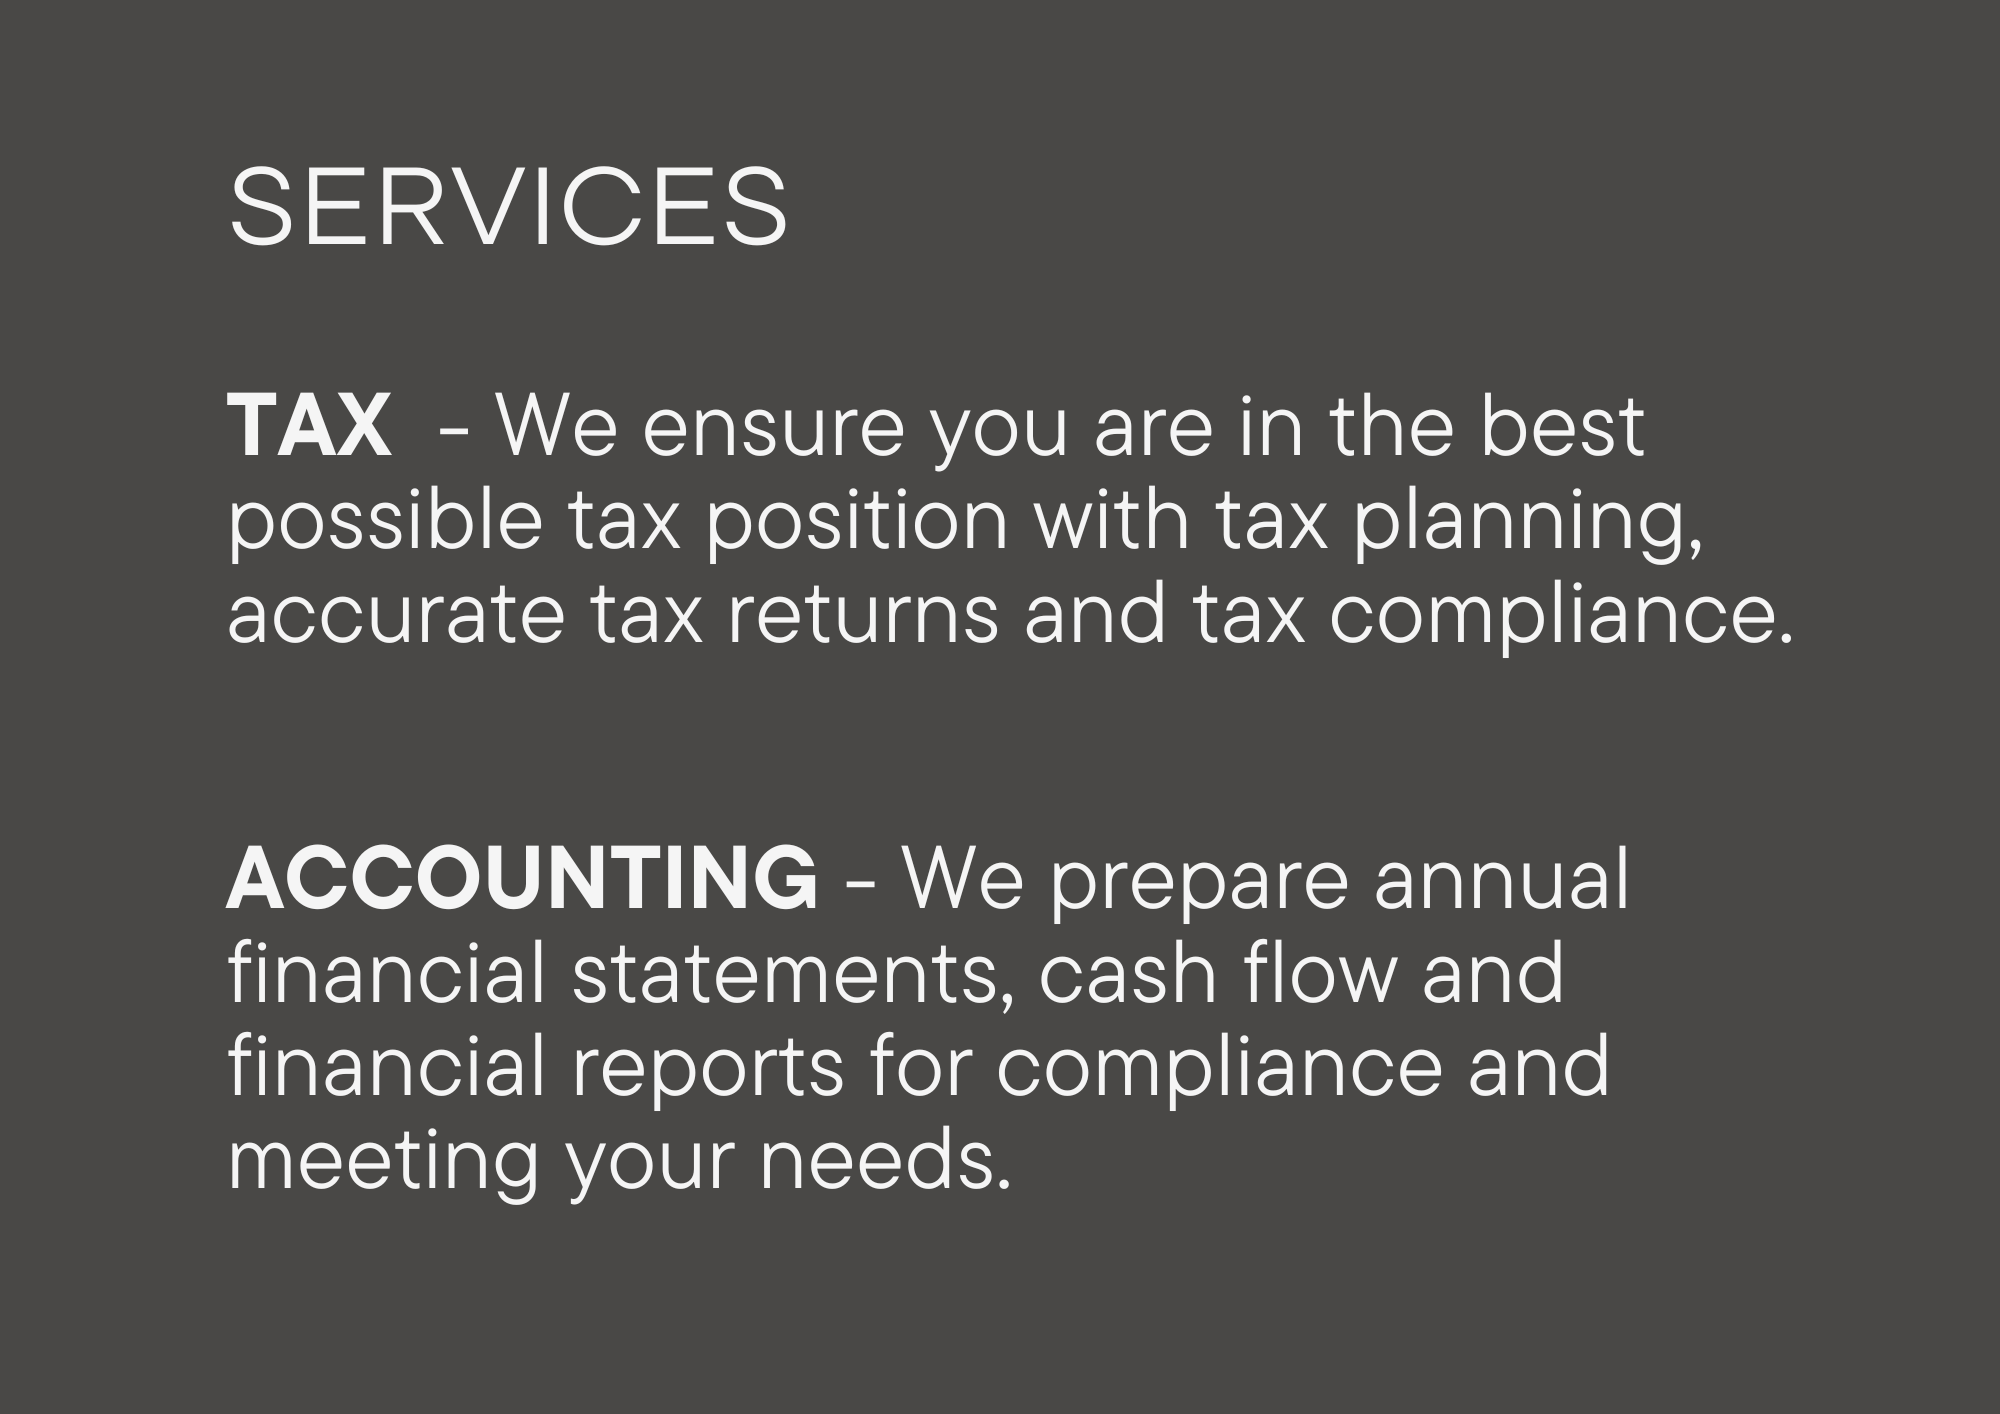 SERVICES
TAX  - We ensure you are in the best
possible tax position with tax planning,
accurate tax returns and tax compliance.
ACCOUNTING - We prepare annual
financial statements, cash flow and
financial reports for compliance and
meeting your needs.